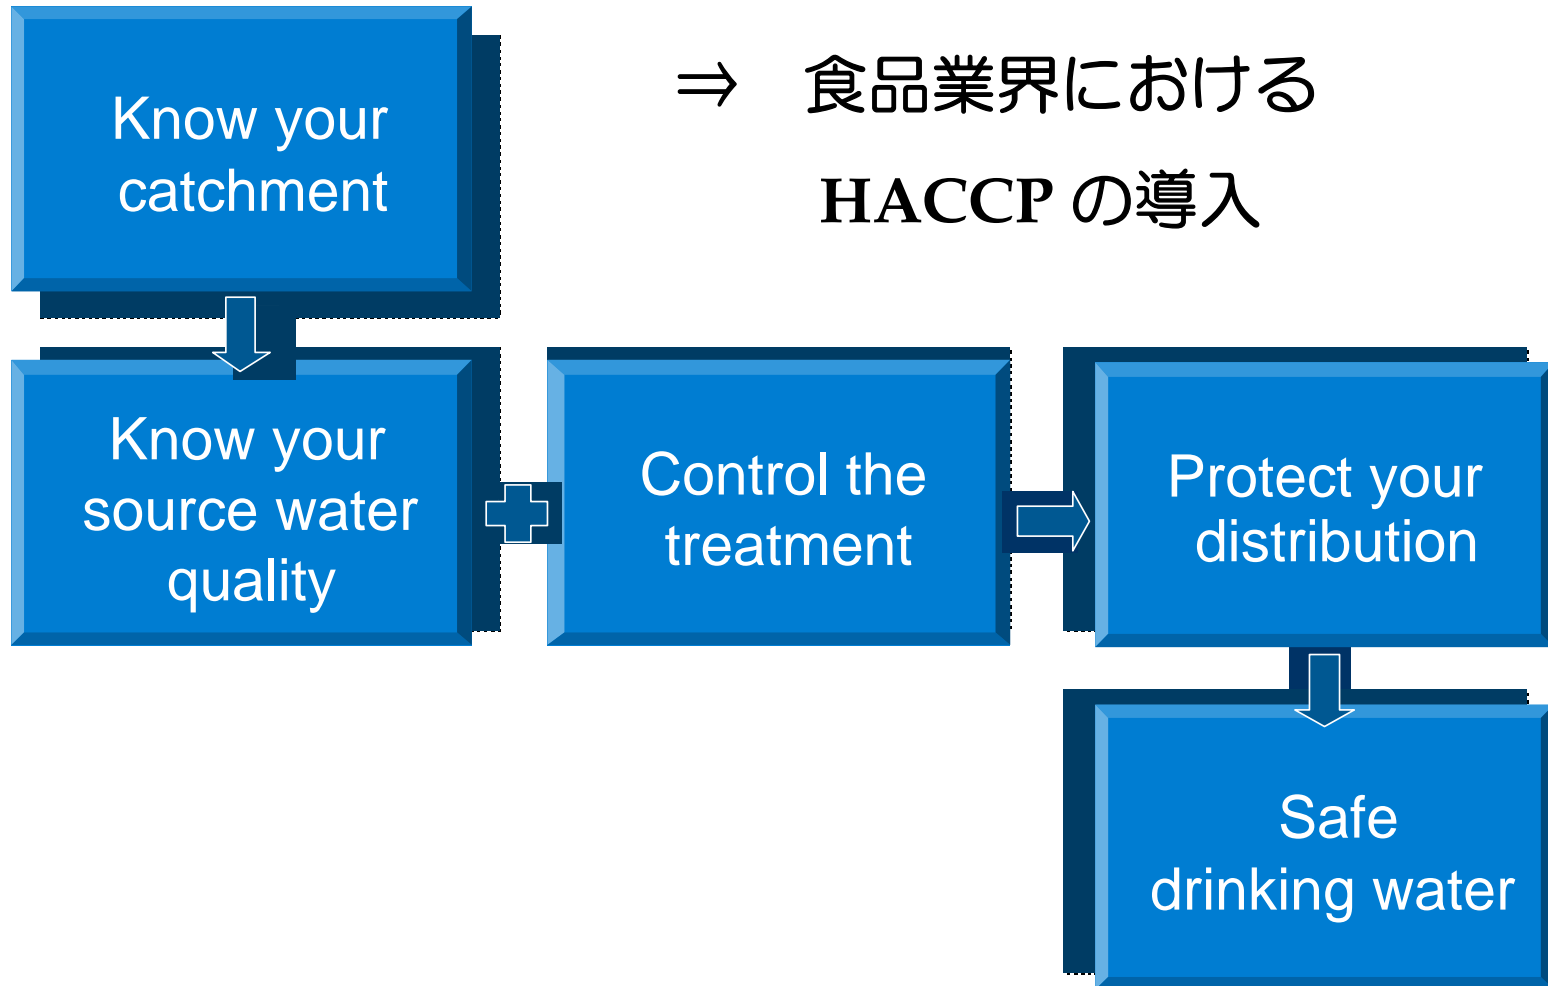 Know your
catchment
⇒ 食品業界における
HACCP の導入
Know your
source water
quality
Control the
treatment
Protect your
distribution
Safe
drinking water